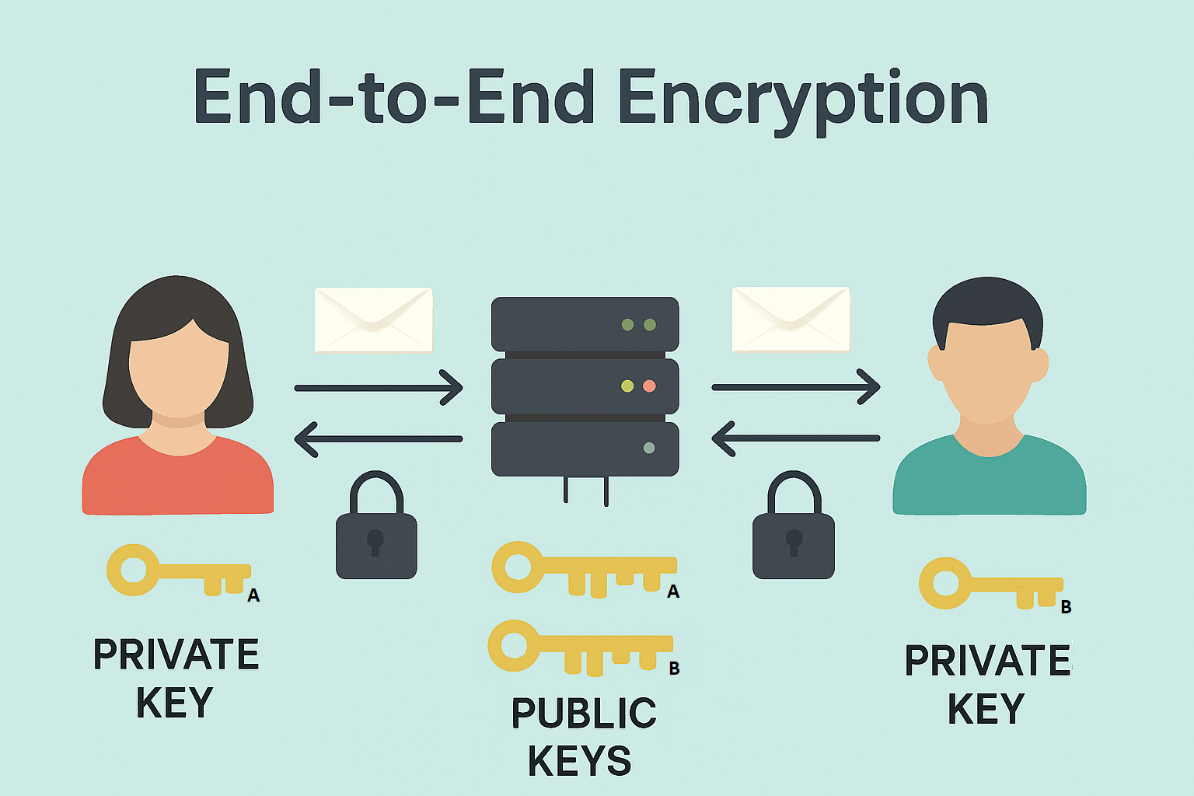 End-to-End Encryption
A
A
B
B
PRIVATE
KEY
PUBLIC
KEYS
PRIVATE
KEY